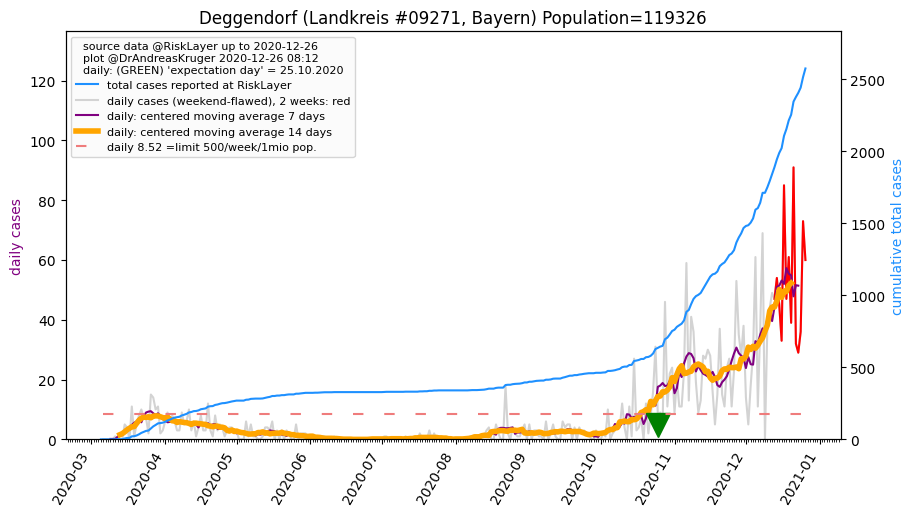 Deggendorf (Landkreis #09271, Bayern) Population=119326
source data @RiskLayer up to 2020-12-26
plot @DrAndreasKruger 2020-12-26 08:12
daily: (GREEN) 'expectation day' = 25.10.2020
total cases reported at RiskLayer
daily cases (weekend-flawed), 2 weeks: red
daily: centered moving average 7 days
daily: centered moving average 14 days
daily 8.52 =limit 500/week/1mio pop.
daily cases
120
100
80
60
40
20
0
cumulative total cases
2500
2000
1500
1000
500
0
2020-03
2020-04
2020-05
2020-06
2020-07
2020-08
2020-09
2020-10
2020-11
2020-12
2021-01